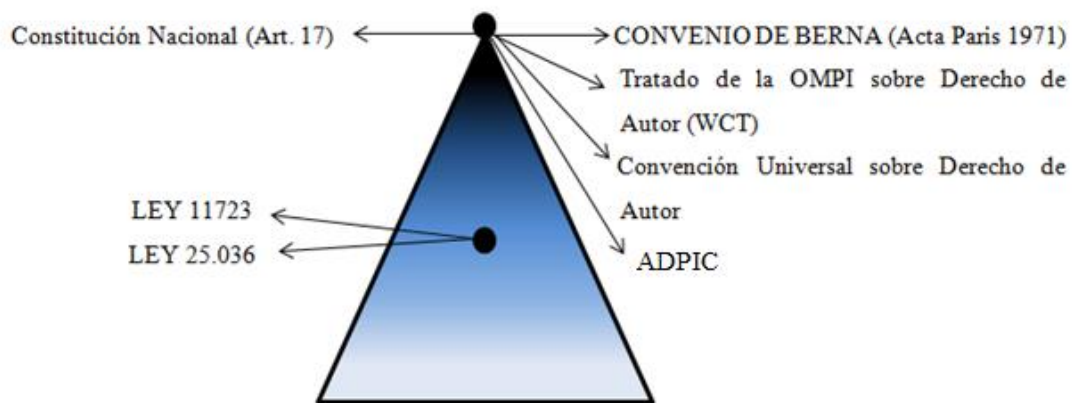 Constitución Nacional (Art. 17)
CONVENIO DE BERNA (Acta Paris 1971)
Tratado de la OMPI sobre Derecho de
Autor (WCT)
Convención Universal sobre Derecho de
Autor
ADPIC
LEY 11723
LEY 25.036